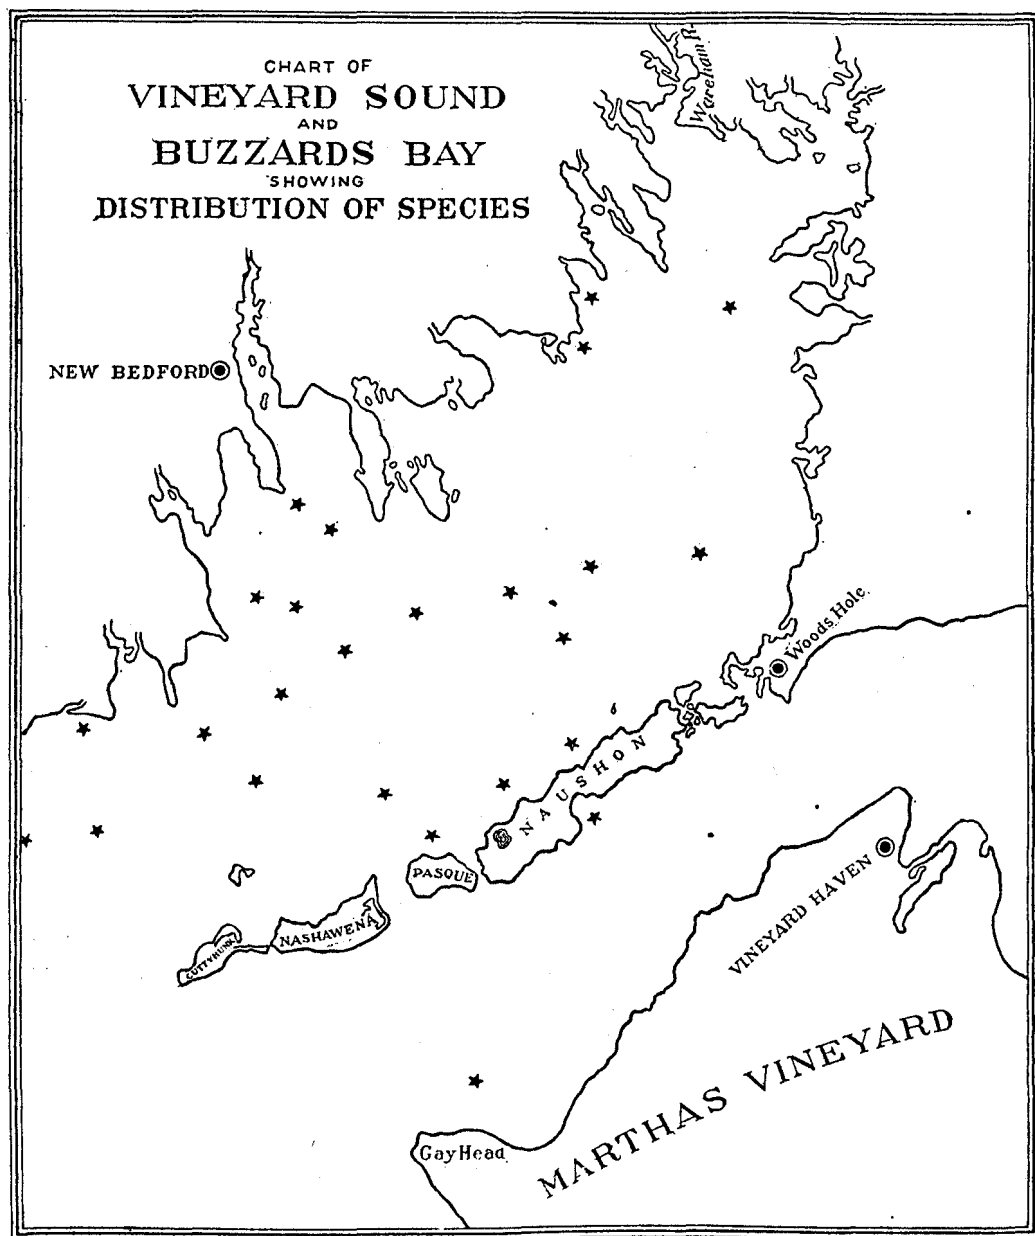 CHART OF
VINEYARD SOUND
AND
BUZZARDS BAY
SHOWING
DISTRIBUTION OF SPECIES
Wareham R.
NEW BEDFORD
Woods Hole
NAUSHON
PASQUE
NASHAWENA
CUTTYHUNK
VINEYARD HAVEN
MARTHAS VINEYARD
Gay Head